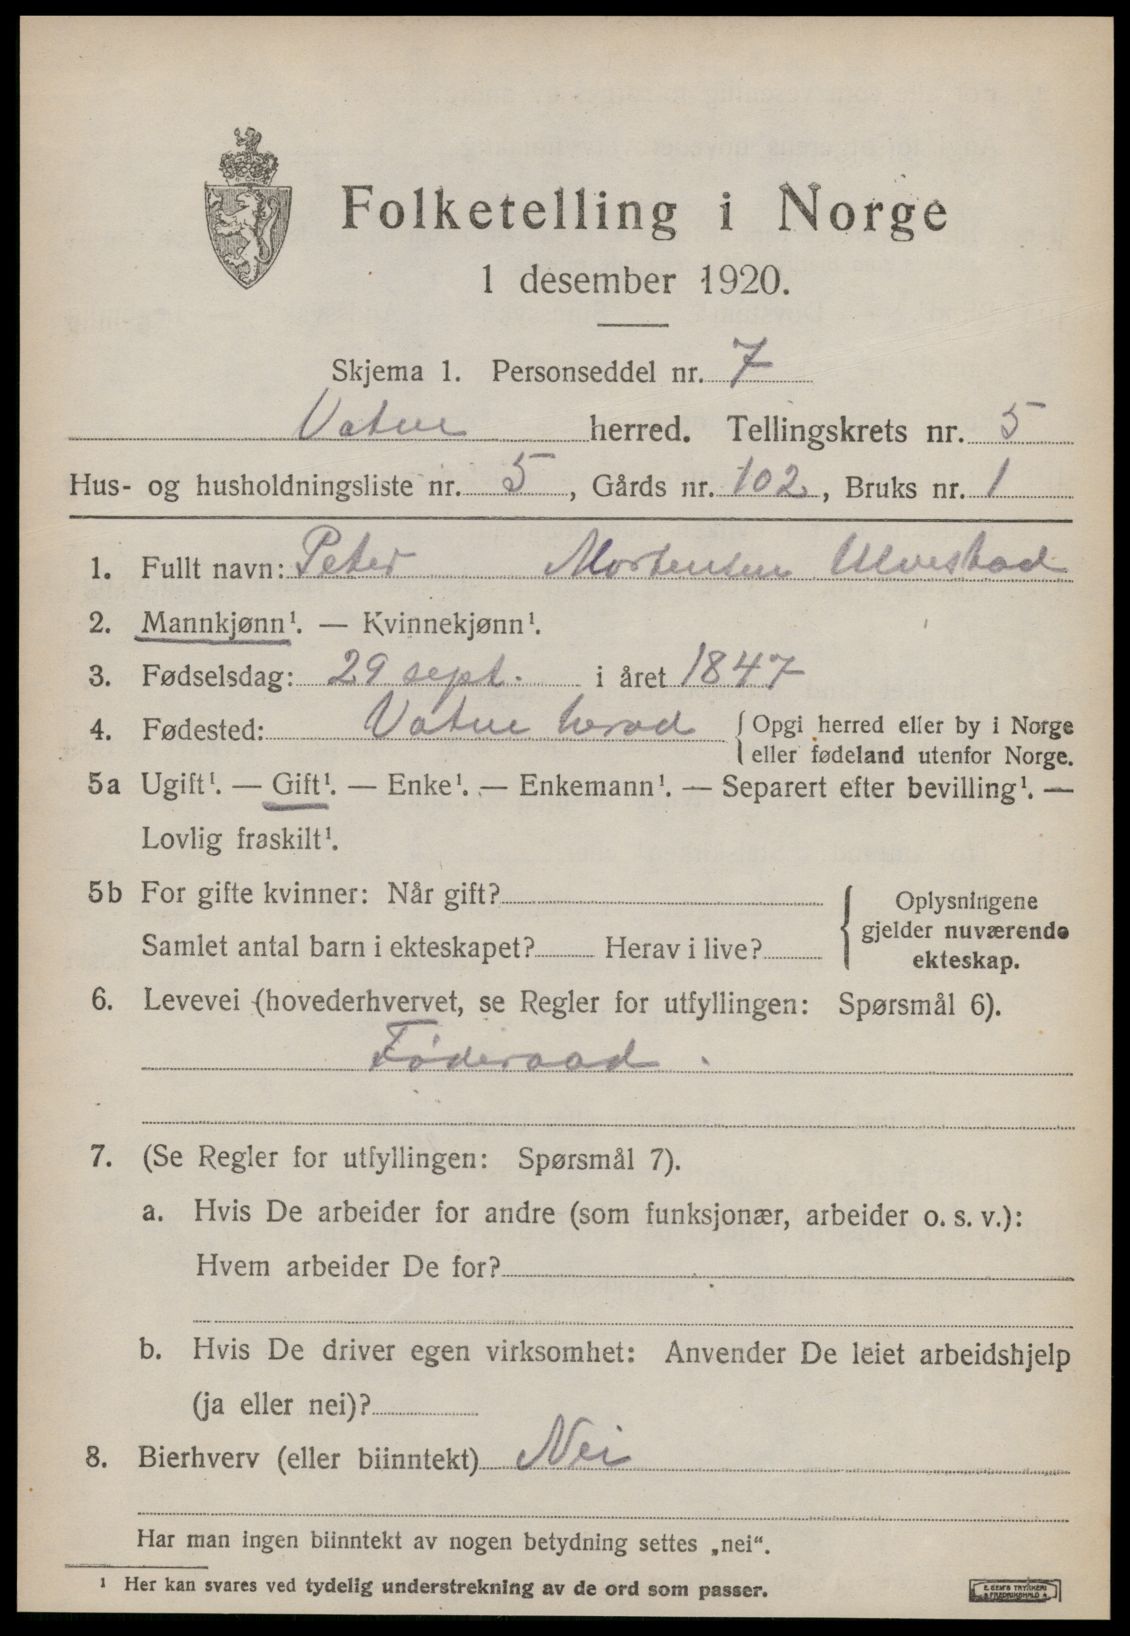 Folketelling i Norge
1 desember 1920.
Skjema 1. Personseddel nr. 7
Vatne herred. Tellingskrets nr. 5
Hus- og husholdningsliste nr. 5, Gårds nr. 102, Bruks nr. 1
1. Fullt navn: Peter Mortensen Ulvestad
2. Mannkjønn¹. — Kvinnekjønn¹.
3. Fødselsdag: 29 sept. i året 1847
4. Fødested: Vatne herad { Opgi herred eller by i Norge
eller fødeland utenfor Norge.
5a Ugift¹. — Gift¹. — Enke¹. — Enkemann¹. — Separert efter bevilling¹. —
Lovlig fraskilt¹.
5b For gifte kvinner: Når gift?
Samlet antal barn i ekteskapet? Herav i live?
{ Oplysningene
gjelder nuværende
ekteskap.
6. Levevei (hovederhvervet, se Regler for utfyllingen: Spørsmål 6).
Føderaad.
7. (Se Regler for utfyllingen: Spørsmål 7).
a. Hvis De arbeider for andre (som funksjonær, arbeider o. s. v.):
Hvem arbeider De for?
b. Hvis De driver egen virksomhet: Anvender De leiet arbeidshjelp
(ja eller nei)?
8. Bierhverv (eller biinntekt) Nei
Har man ingen biinntekt av nogen betydning settes „nei“.
¹ Her kan svares ved tydelig understrekning av de ord som passer.
E. SEM'S TRYKKERI
FREDRIKSHALD